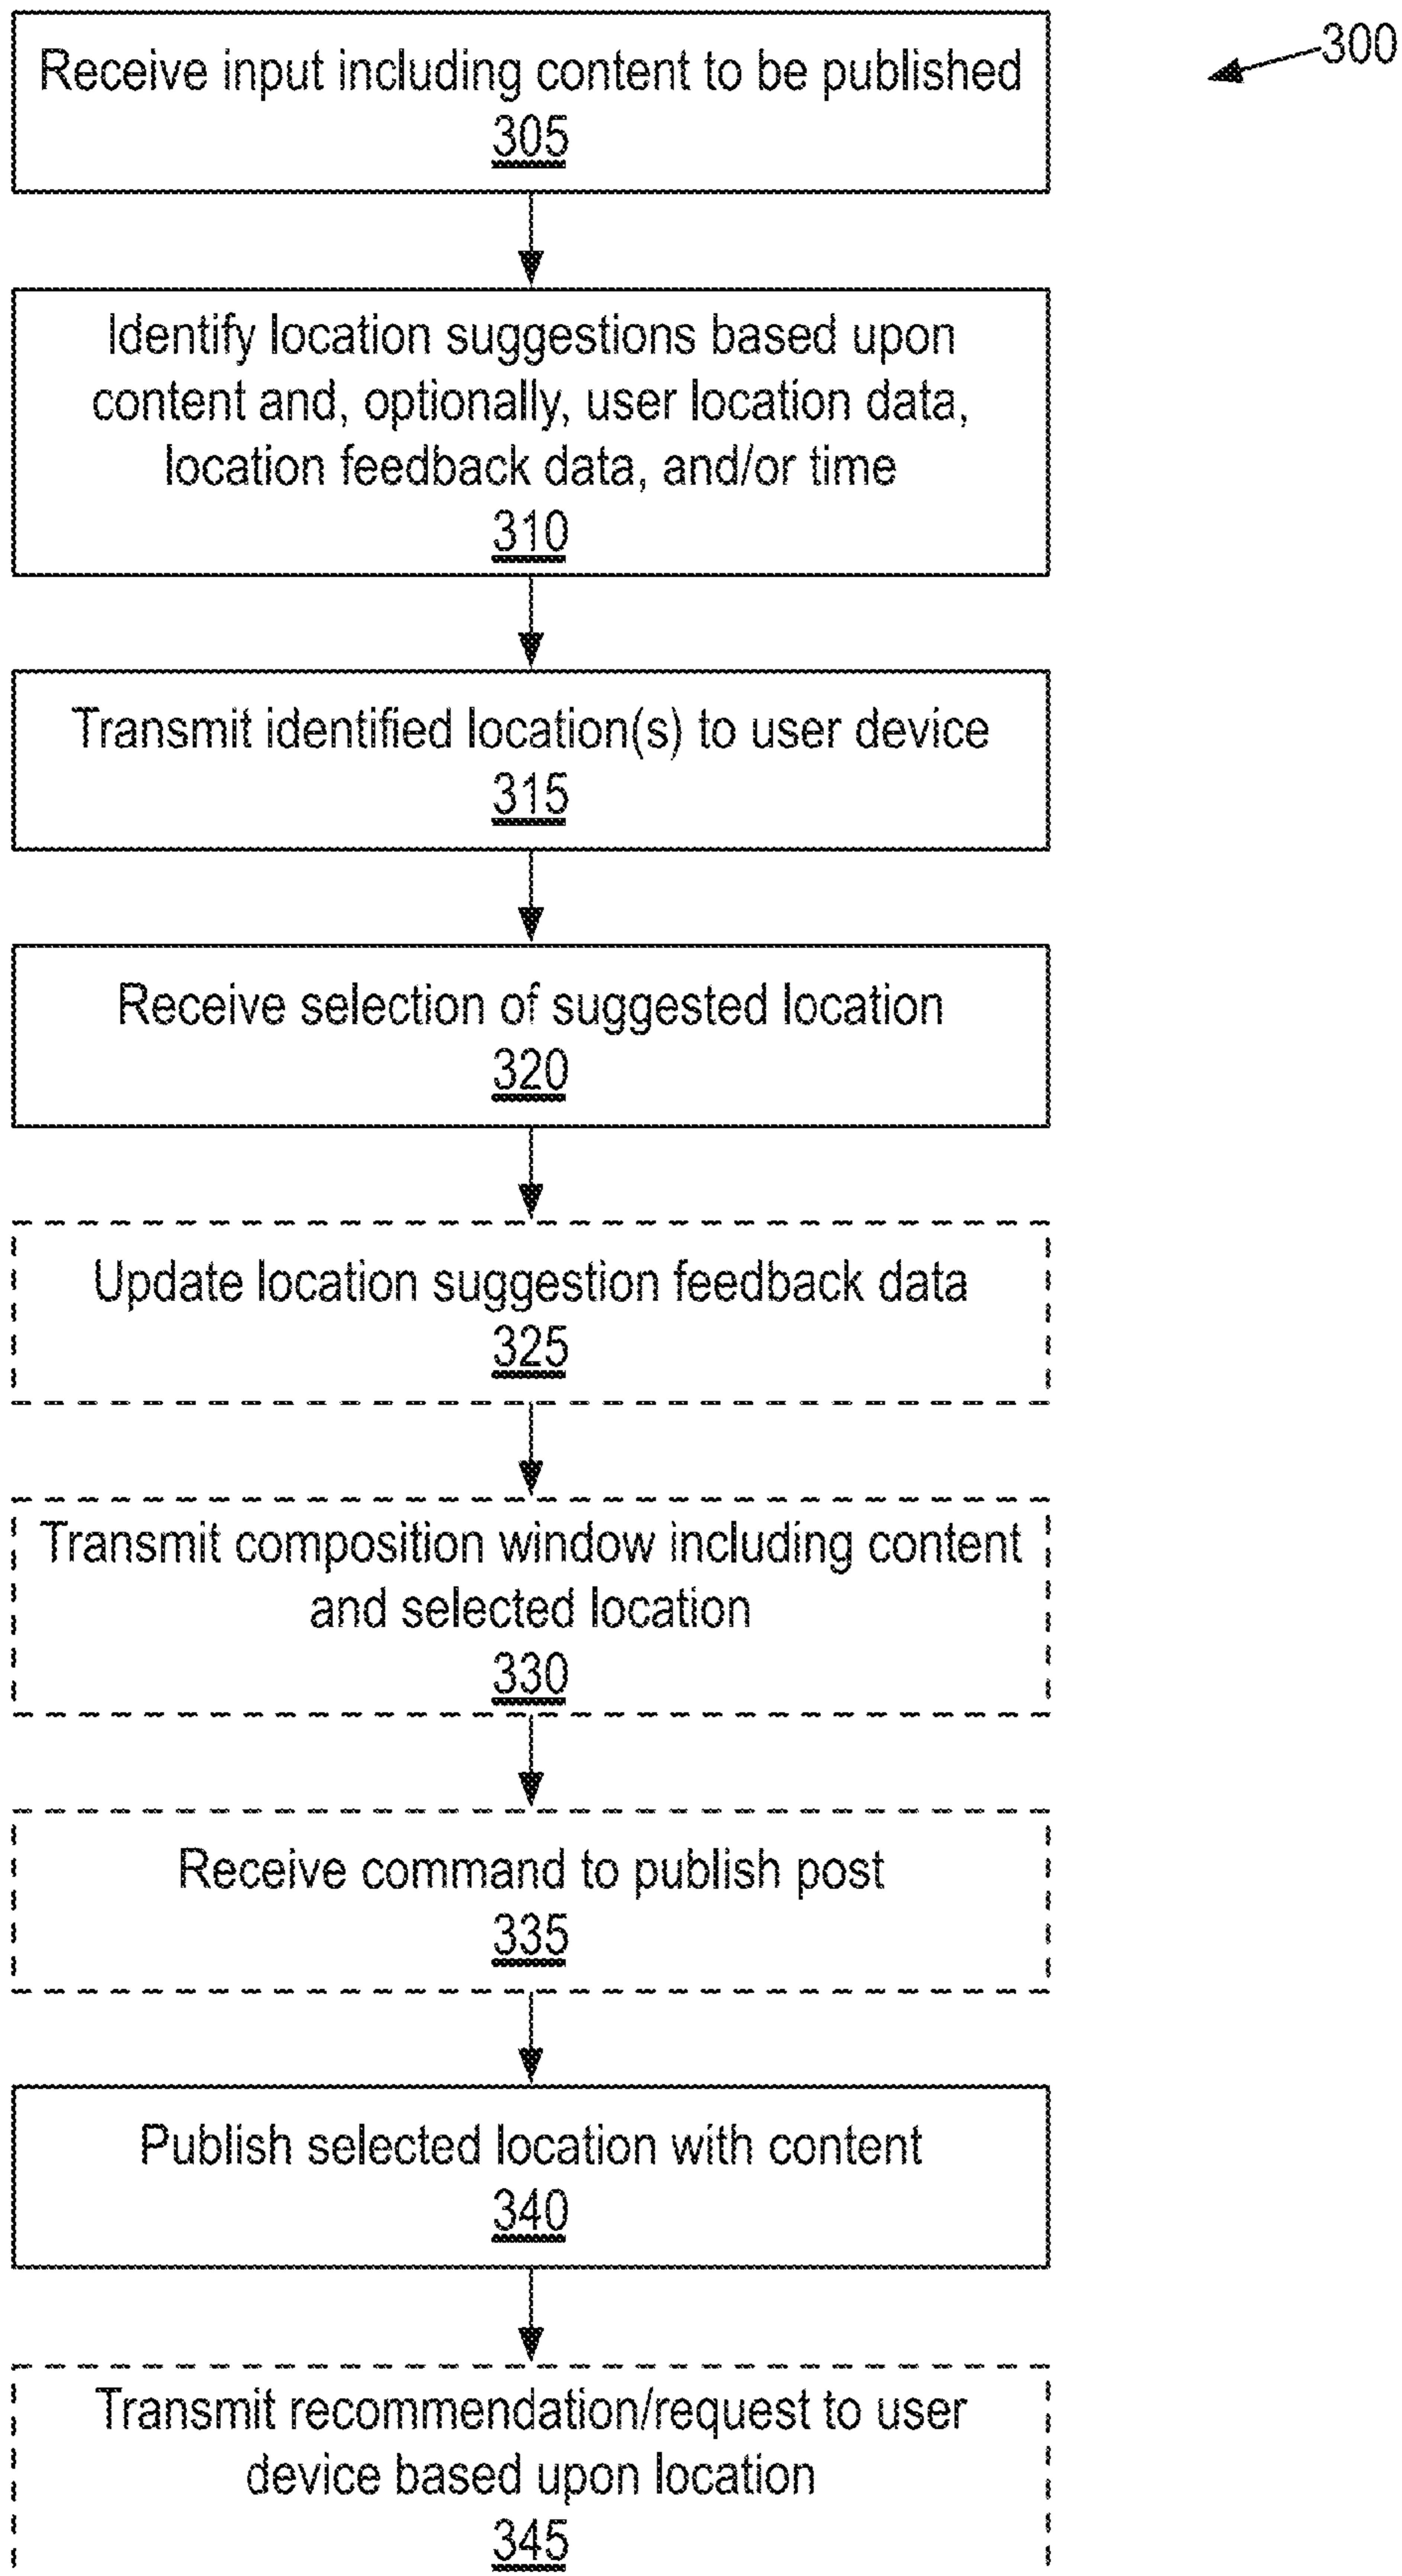 Receive input including content to be published
305
300
Identify location suggestions based upon
content and, optionally, user location data,
location feedback data, and/or time
310
Transmit identified location(s) to user device
315
Receive selection of suggested location
320
Update location suggestion feedback data
325
Transmit composition window including content
and selected location
330
Receive command to publish post
335
Publish selected location with content
340
Transmit recommendation/request to user
device based upon location
345